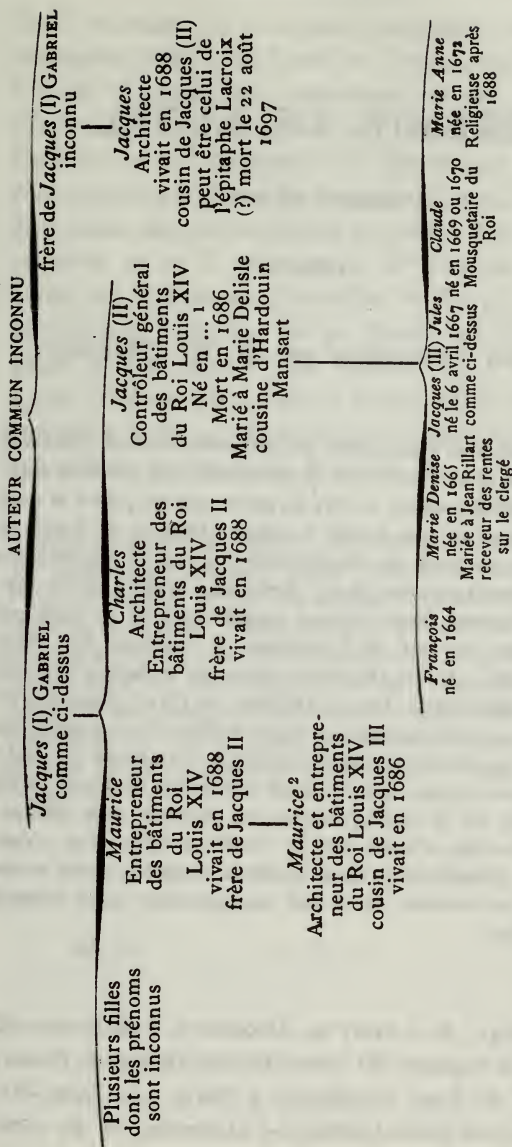 AUTEUR COMMUN INCONNU
Jacques (I) GABRIEL
comme ci-dessus
frère de Jacques (I) GABRIEL
inconnu
Plusieurs filles
dont les prénoms
sont inconnus
Maurice
Entrepreneur
des bâtiments
du Roi
Louis XIV
vivait en 1688
frère de Jacques II
Charles
Architecte
Entrepreneur des
bâtiments du Roi
Louis XIV
frère de Jacques II
vivait en 1688
Jacques (II)
Contrôleur général
des bâtiments
du Roi Louis XIV
Né en ... 1
Mort en 1686
Marié à Marie Delisle
cousine d'Hardouin
Mansart
Jacques
Architecte
vivait en 1688
cousin de Jacques (II)
peut être celui de
l'épitaphe Lacroix
(?) mort le 22 août
1697
Maurice 2
Architecte et entrepre-
neur des bâtiments
du Roi Louis XIV
cousin de Jacques III
vivait en 1686
François
né en 1664
Marie Denise
née en 1665
Mariée à Jean Rillart
receveur des rentes
sur le clergé
Jacques (III) Jules
né le 6 avril 1667
comme ci-dessus
Claude
né en 1669 ou 1670
Mousquetaire du
Roi
Marie Anne
née en 1672
Religieuse après
1688